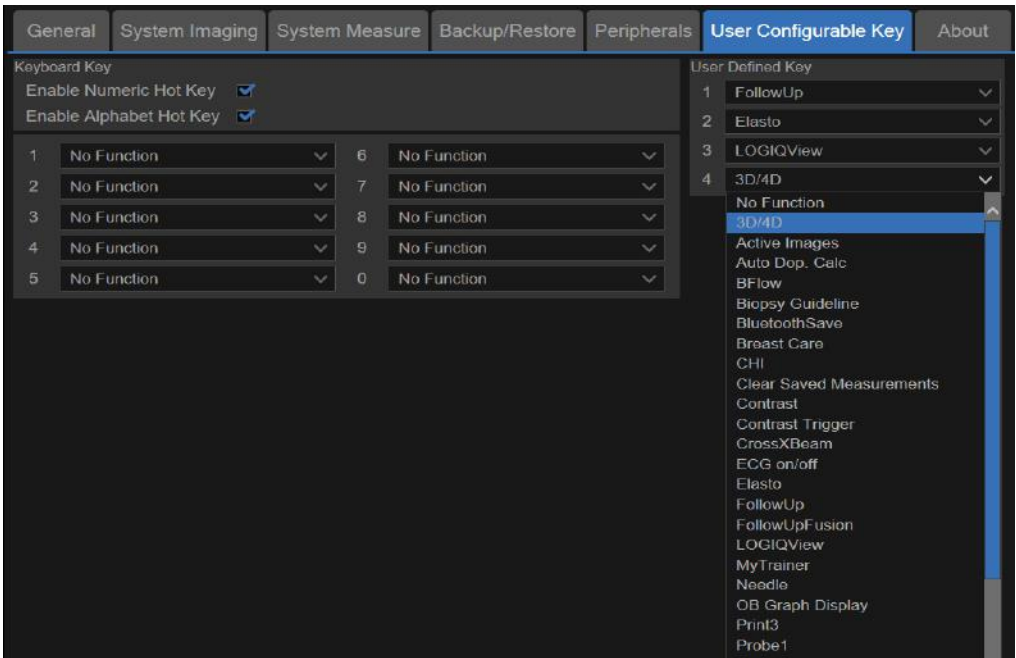 General System Imaging System Measure Backup/Restore Peripherals User Configurable Key About
Keyboard Key
Enable Numeric Hot Key
Enable Alphabet Hot Key
1 No Function 6 No Function
2 No Function 7 No Function
3 No Function 8 No Function
4 No Function 9 No Function
5 No Function 0 No Function
User Defined Key
1 FollowUp
2 Elasto
3 LOGIQView
4 3D/4D
No Function
3D/4D
Active Images
Auto Dop. Calc
BFlow
Biopsy Guideline
BluetoothSave
Breast Care
CHI
Clear Saved Measurements
Contrast
Contrast Trigger
CrossXBeam
ECG on/off
Elasto
FollowUp
FollowUpFusion
LOGIQView
MyTrainer
Needle
OB Graph Display
Print3
Probe1